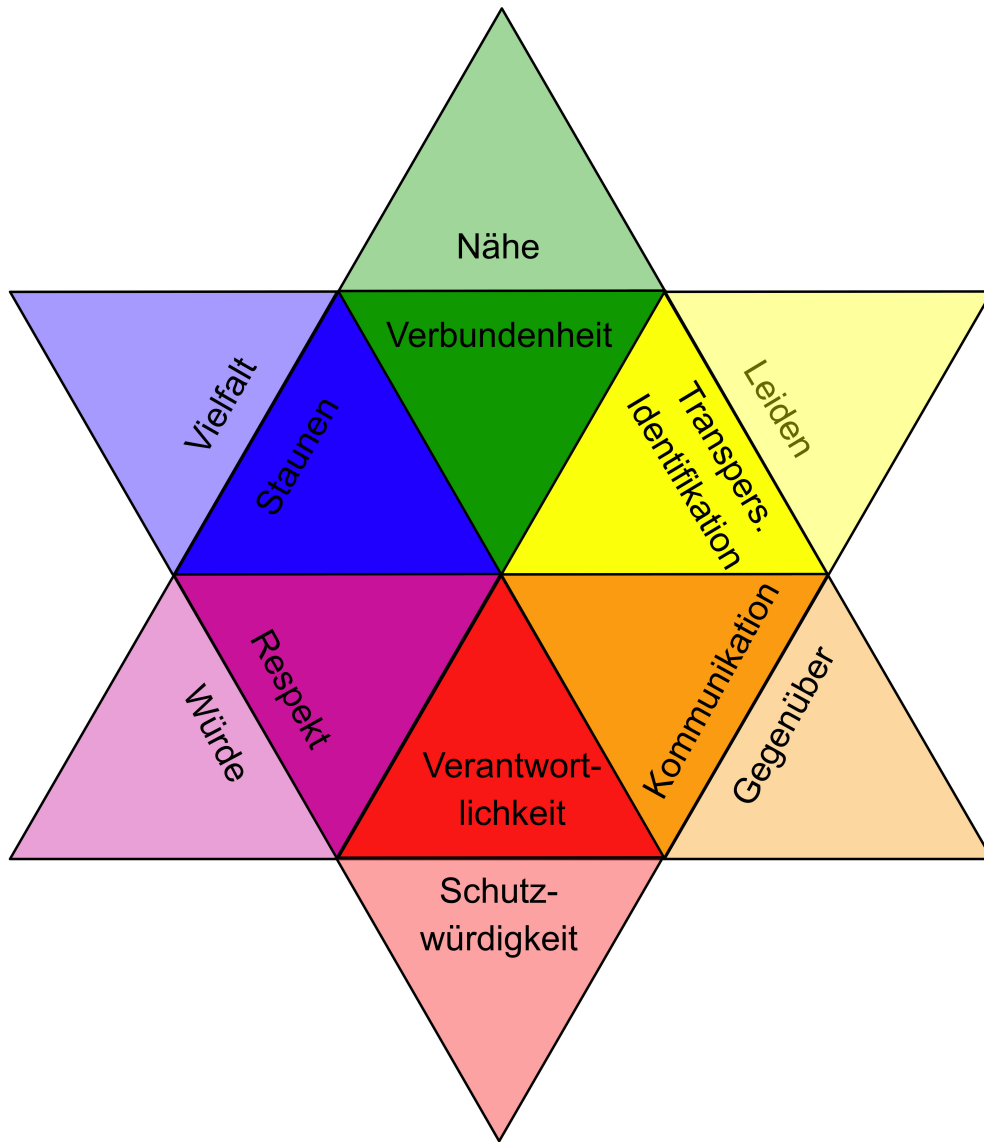 Nähe
Verbundenheit
Vielfalt
Staunen
Transpers.
Identifikation
Leiden
Respekt
Würde
Kommunikation
Gegenüber
Verantwort-
lichkeit
Schutz-
würdigkeit